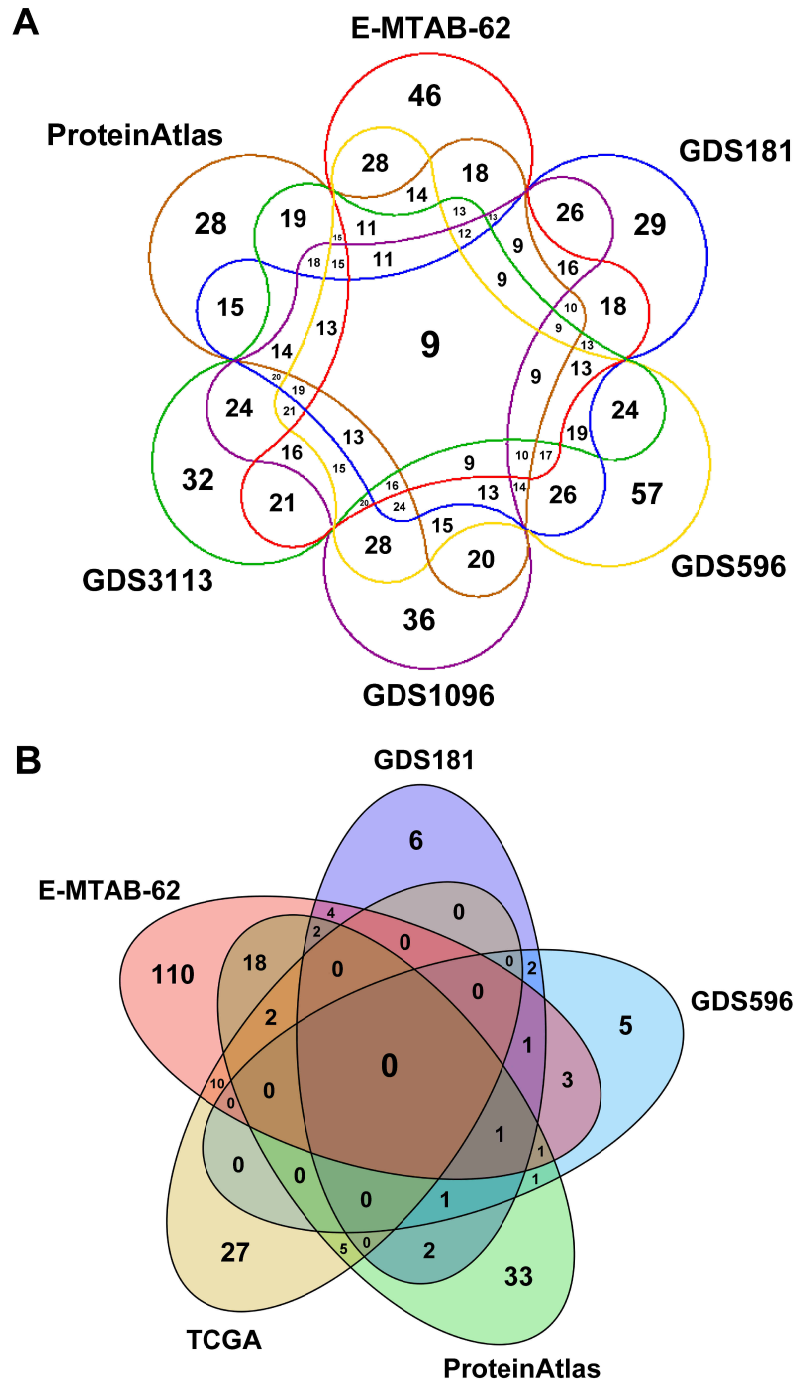 A
E-MTAB-62
46
ProteinAtlas
GDS181
28 18
28 19 14 26 29
11 13 13
15 12 9 16
18 15 11 9 18
15 10
13 9
14 9 13
20 19 9 13
24 21 24
13 19
16 15 9 10 17
32 21 16 20 24 13 14 26 57
28 15 20
GDS3113 GDS596
36
GDS1096
B
GDS181
6
E-MTAB-62
4 0
2 0
110 18 0 0 2
0
GDS596
2 5
1
0 3
10 0
0
1 1
0 0 1
0 1
27 5 0 2 33
TCGA
ProteinAtlas